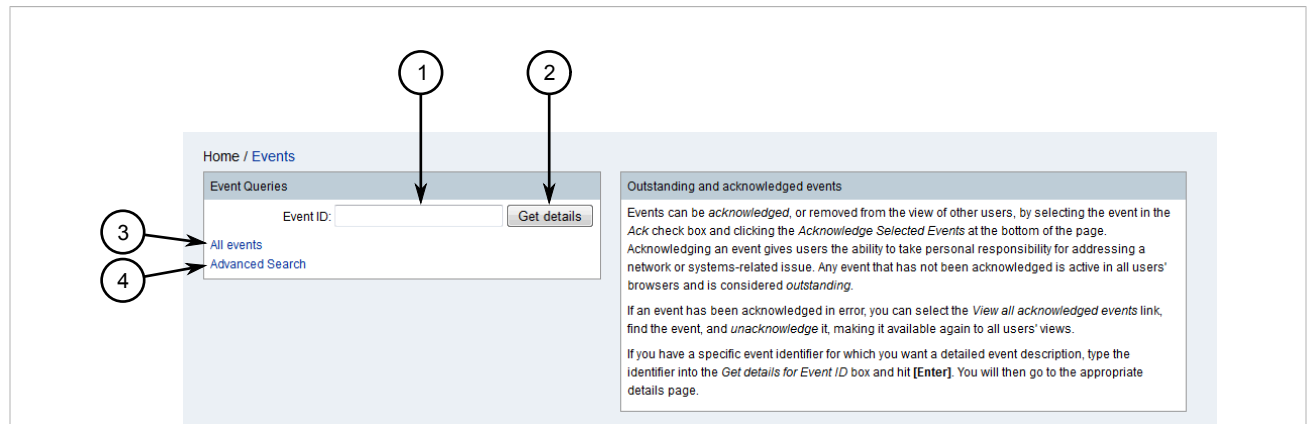 1
2
Home / Events
Event Queries
Event ID:
Get details
3
All events
4
Advanced Search
Outstanding and acknowledged events
Events can be acknowledged, or removed from the view of other users, by selecting the event in the
Ack check box and clicking the Acknowledge Selected Events at the bottom of the page.
Acknowledging an event gives users the ability to take personal responsibility for addressing a
network or systems-related issue. Any event that has not been acknowledged is active in all users'
browsers and is considered outstanding.
If an event has been acknowledged in error, you can select the View all acknowledged events link,
find the event, and unacknowledge it, making it available again to all users' views.
If you have a specific event identifier for which you want a detailed event description, type the
identifier into the Get details for Event ID box and hit [Enter]. You will then go to the appropriate
details page.